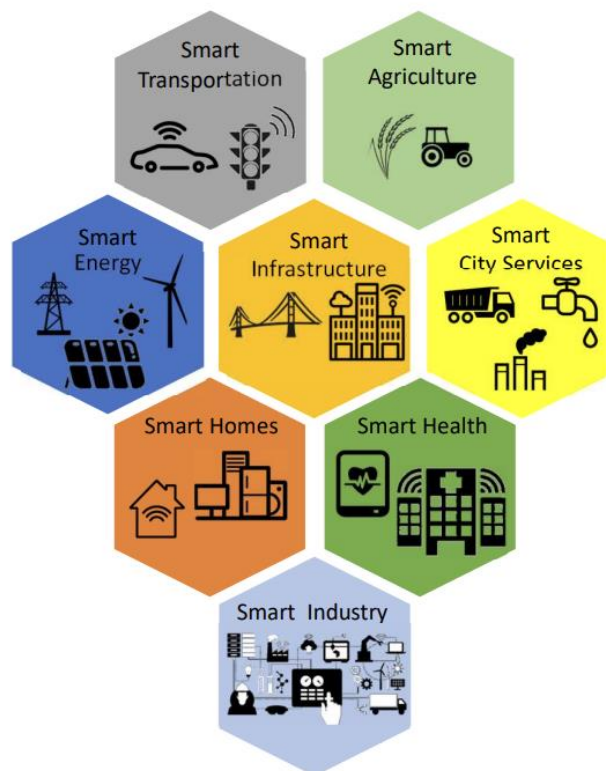 Smart
Transportation
Smart
Agriculture
Smart
Energy
Smart
Infrastructure
Smart
City Services
Smart Homes
Smart Health
Smart Industry